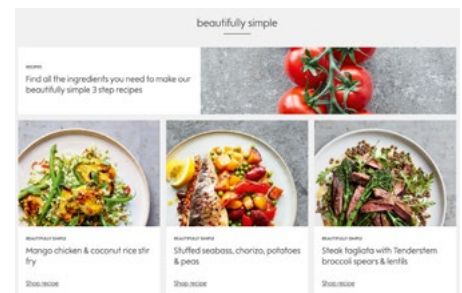 beautifully simple
RECIPES
Find all the ingredients you need to make our
beautifully simple 3 step recipes
BEAUTIFULLY SIMPLE
Mango chicken & coconut rice stir
fry
Shop recipe
BEAUTIFULLY SIMPLE
Stuffed seabass, chorizo, potatoes
& peas
Shop recipe
BEAUTIFULLY SIMPLE
Steak tagliata with Tenderstem
broccoli spears & lentils
Shop recipe